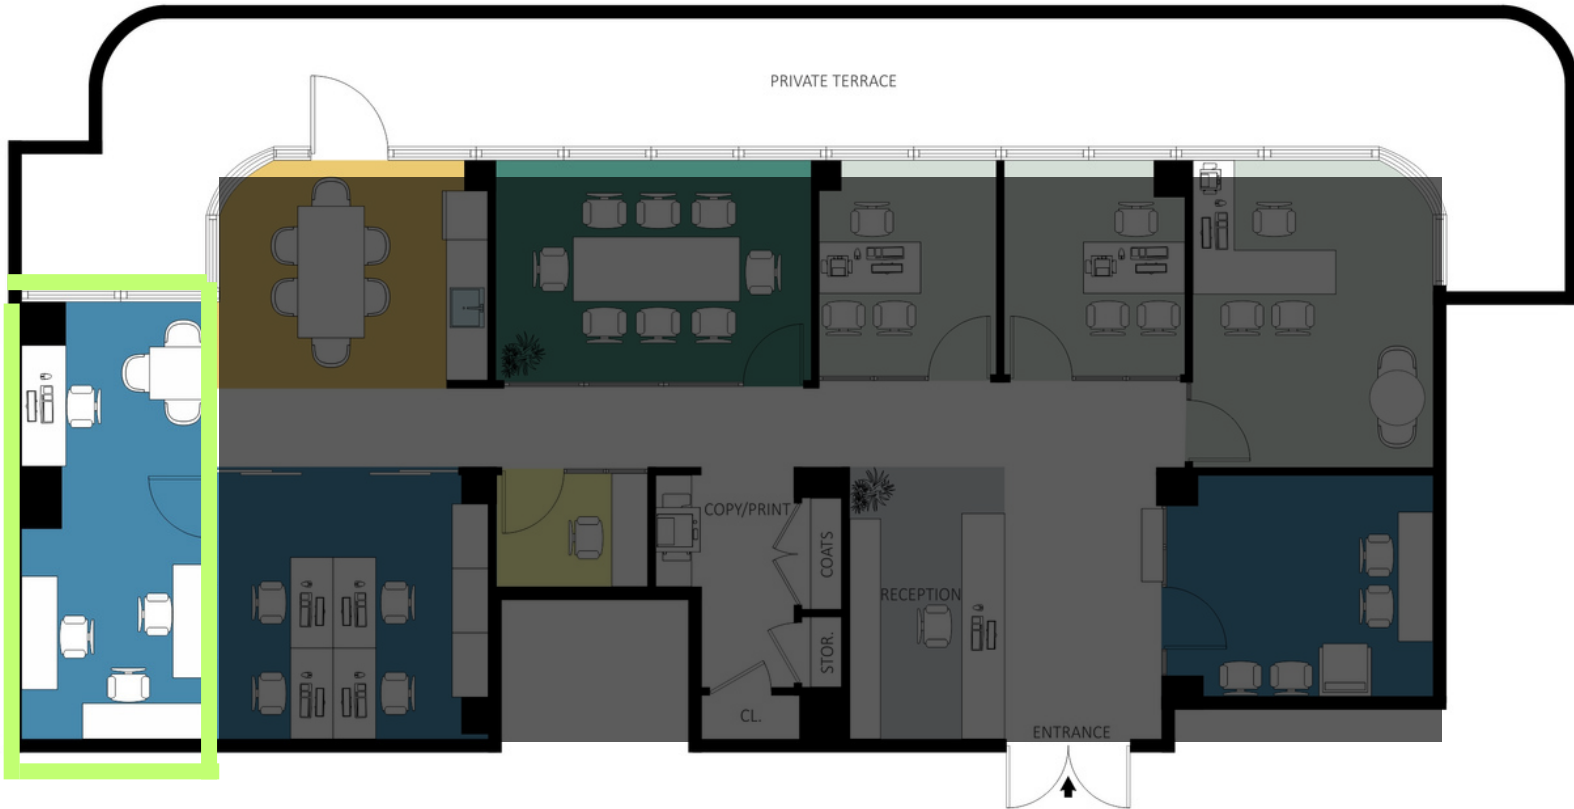 PRIVATE TERRACE
COPY/PRINT
COATS
RECEPTION
STOR.
CL.
ENTRANCE